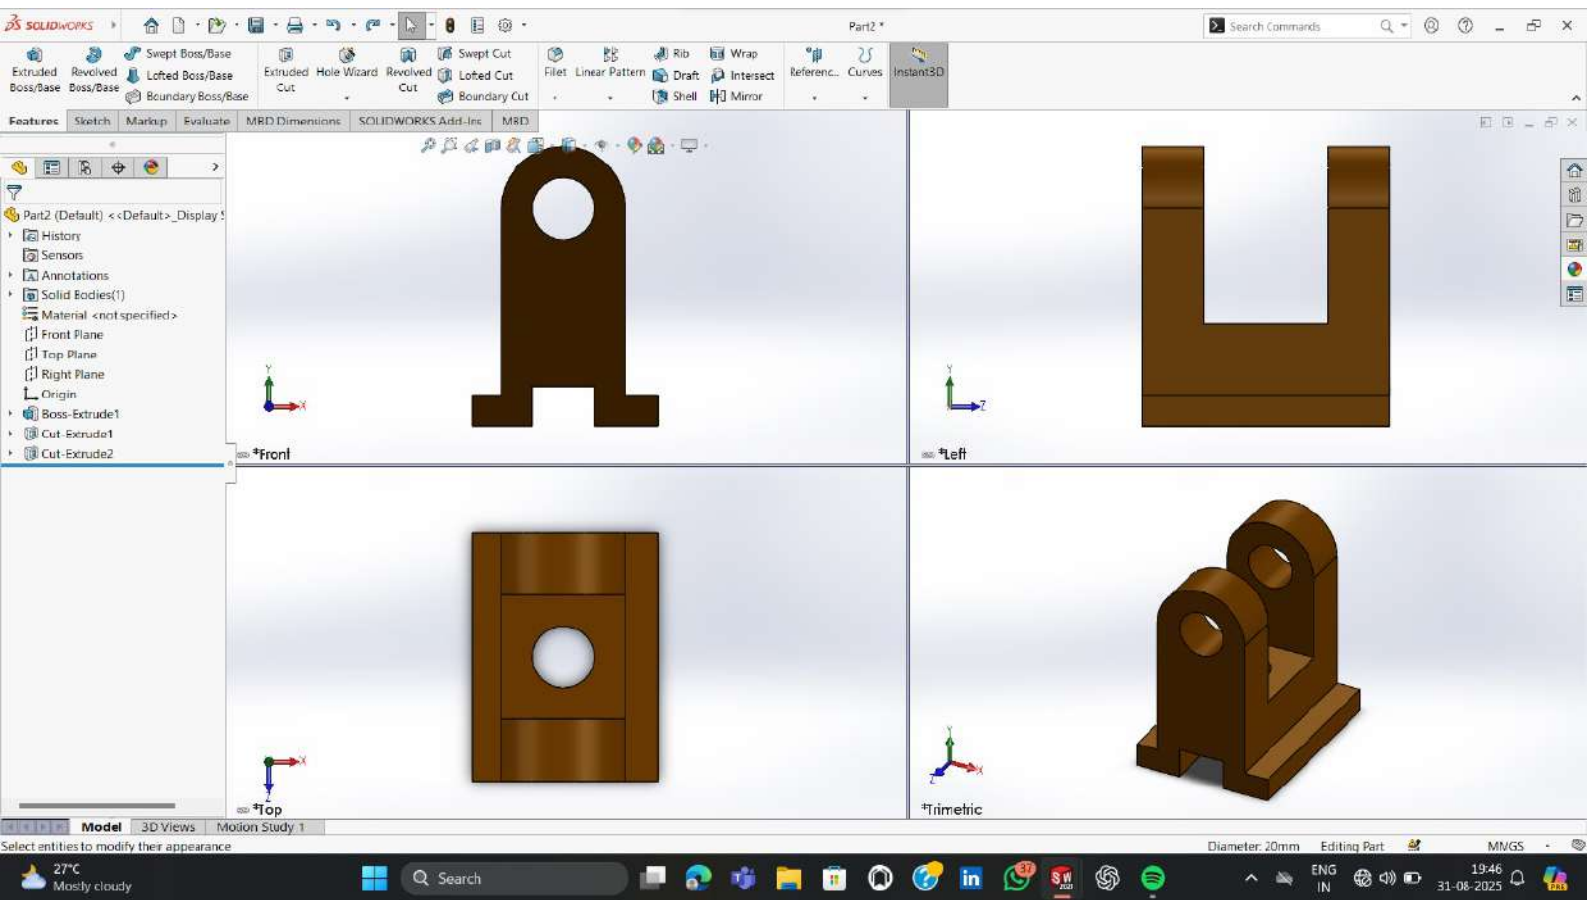 SOLIDWORKS
Part2 *
Search Commands
Extruded Boss/Base
Revolved Boss/Base
Swept Boss/Base
Lofted Boss/Base
Boundary Boss/Base
Extruded Cut
Hole Wizard
Revolved Cut
Swept Cut
Lofted Cut
Boundary Cut
Fillet
Linear Pattern
Rib
Draft
Shell
Wrap
Intersect
Mirror
Referenc...
Curves
Instant3D
Features Sketch Markup Evaluate MBD Dimensions SOLIDWORKS Add-Ins MBD
Part2 (Default) <<Default>_Display S
History
Sensors
Annotations
Solid Bodies(1)
Material <not specified>
Front Plane
Top Plane
Right Plane
Origin
Boss-Extrude1
Cut-Extrude1
Cut-Extrude2
Y
X
*Front
Y
Z
*Left
X
Z
*Top
Y
X
Z
*Trimetric
Model 3D Views Motion Study 1
Select entities to modify their appearance
Diameter: 20mm Editing Part MMGS
27°C
Mostly cloudy
Search
37
SW
2021
in
ENG
IN
19:46
31-08-2025
PRE